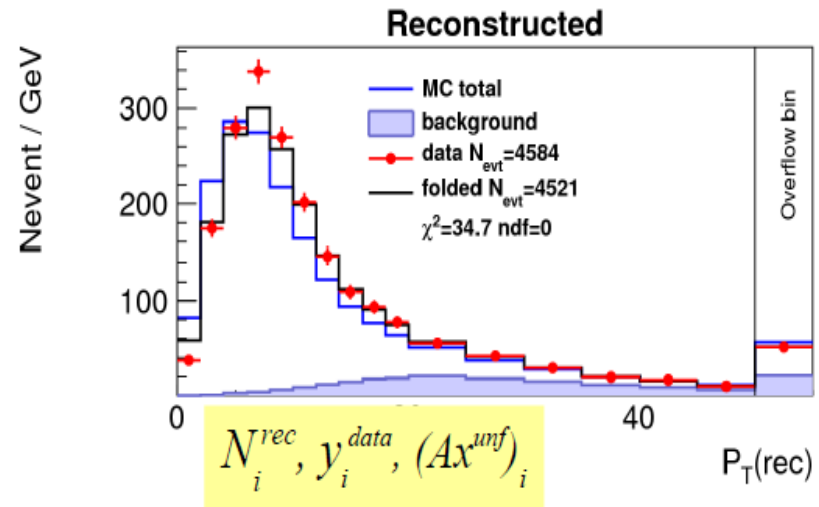 Reconstructed
Nevent / GeV
300
200
100
MC total
background
data N_evt=4584
folded N_evt=4521
χ²=34.7 ndf=0
Overflow bin
0
40
P_T(rec)
N_i^rec, y_i^data, (Ax^unf)_i